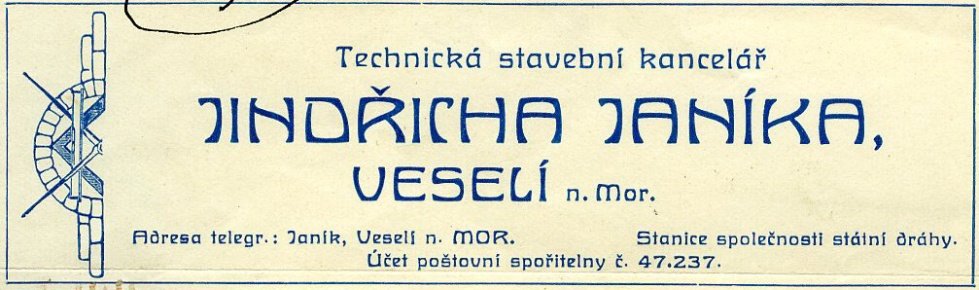 Technická stavební kancelář
JINDŘICHA JANÍKA,
VESELÍ n. Mor.
Adresa telegr.: Janík, Veselí n. MOR. Stanice společnosti státní dráhy.
Účet poštovní spořitelny č. 47.237.